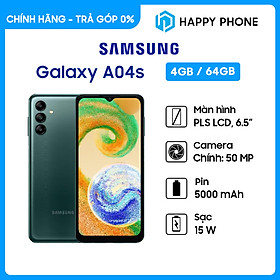 CHÍNH HÃNG - TRẢ GÓP 0%
HAPPY PHONE
SAMSUNG
Galaxy A04s
4GB / 64GB
Màn hình
PLS LCD, 6.5"
Camera
Chính: 50 MP
Pin
5000 mAh
Sạc
15 W
SAMSUNG